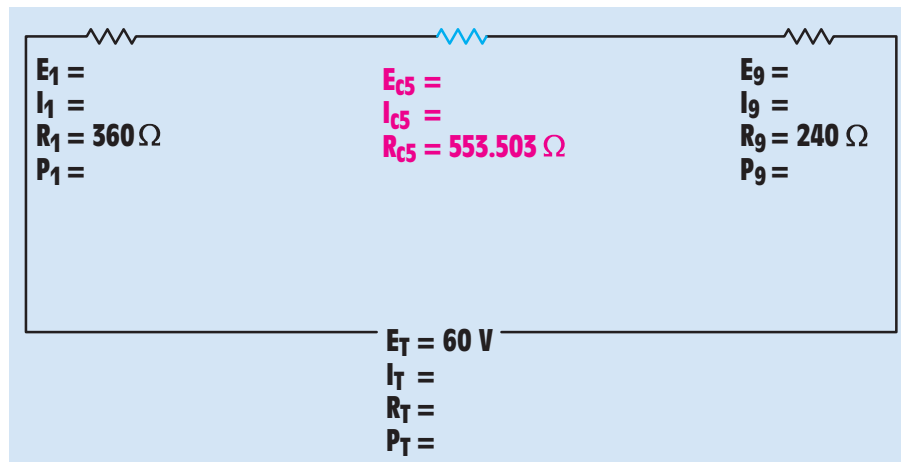 E1 =
I1 =
R1 = 360 Ω
P1 =
EC5 =
IC5 =
RC5 = 553.503 Ω
E9 =
I9 =
R9 = 240 Ω
P9 =
ET = 60 V
IT =
RT =
PT =